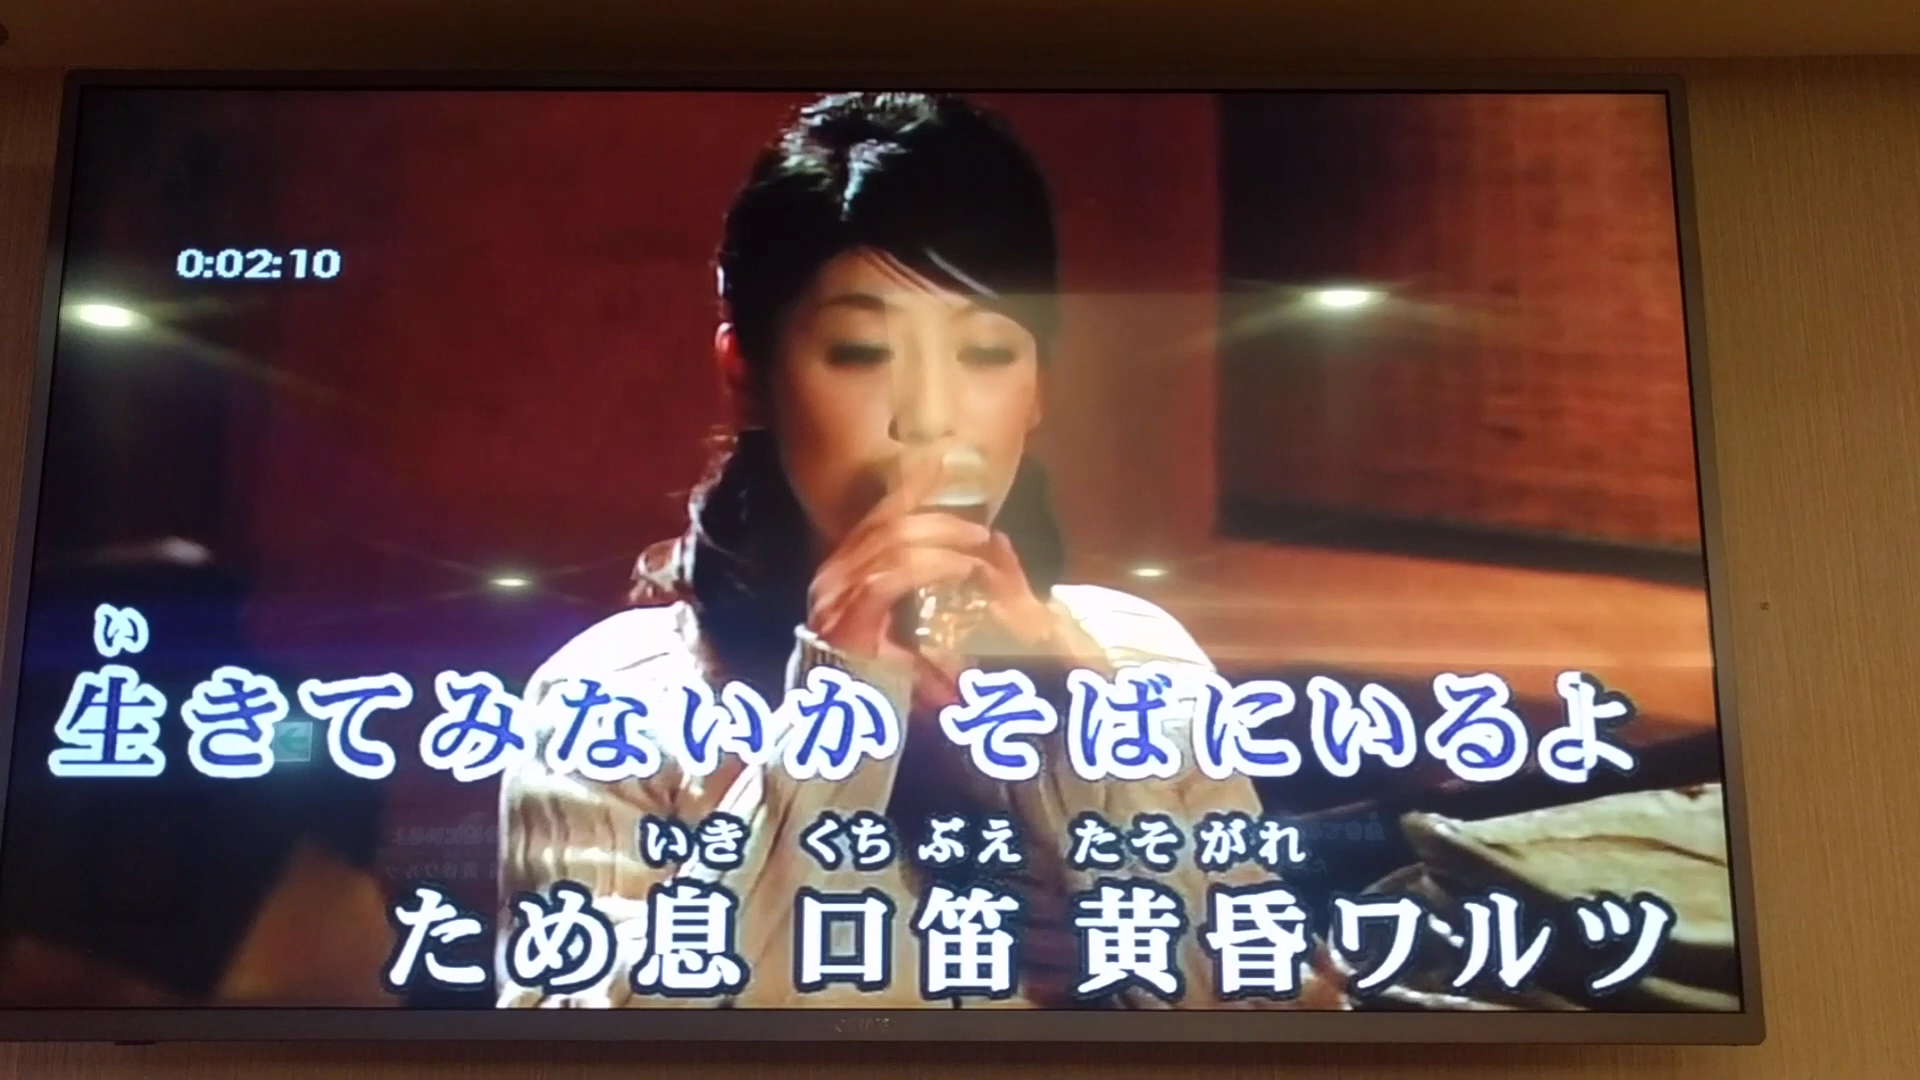 0:02:10
い
生きてみないか そばにいるよ
いき くち ぶえ たそ がれ
ため息 口笛 黄昏ワルツ